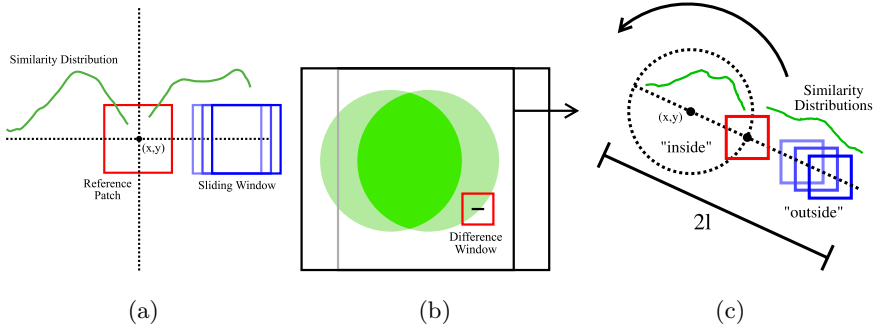 Similarity Distribution
(x,y)
Reference
Patch
Sliding Window
(a)
Difference
Window
(b)
Similarity
Distributions
(x,y)
"inside"
"outside"
2l
(c)